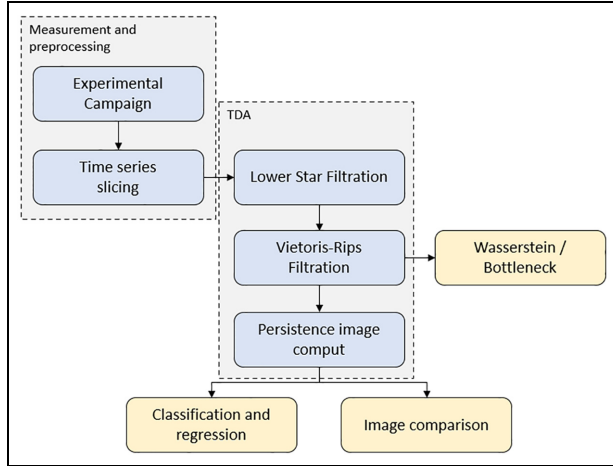 Measurement and
preprocessing
Experimental
Campaign
Time series
slicing
TDA
Lower Star Filtration
Vietoris-Rips
Filtration
Wasserstein /
Bottleneck
Persistence image
comput
Classification and
regression
Image comparison